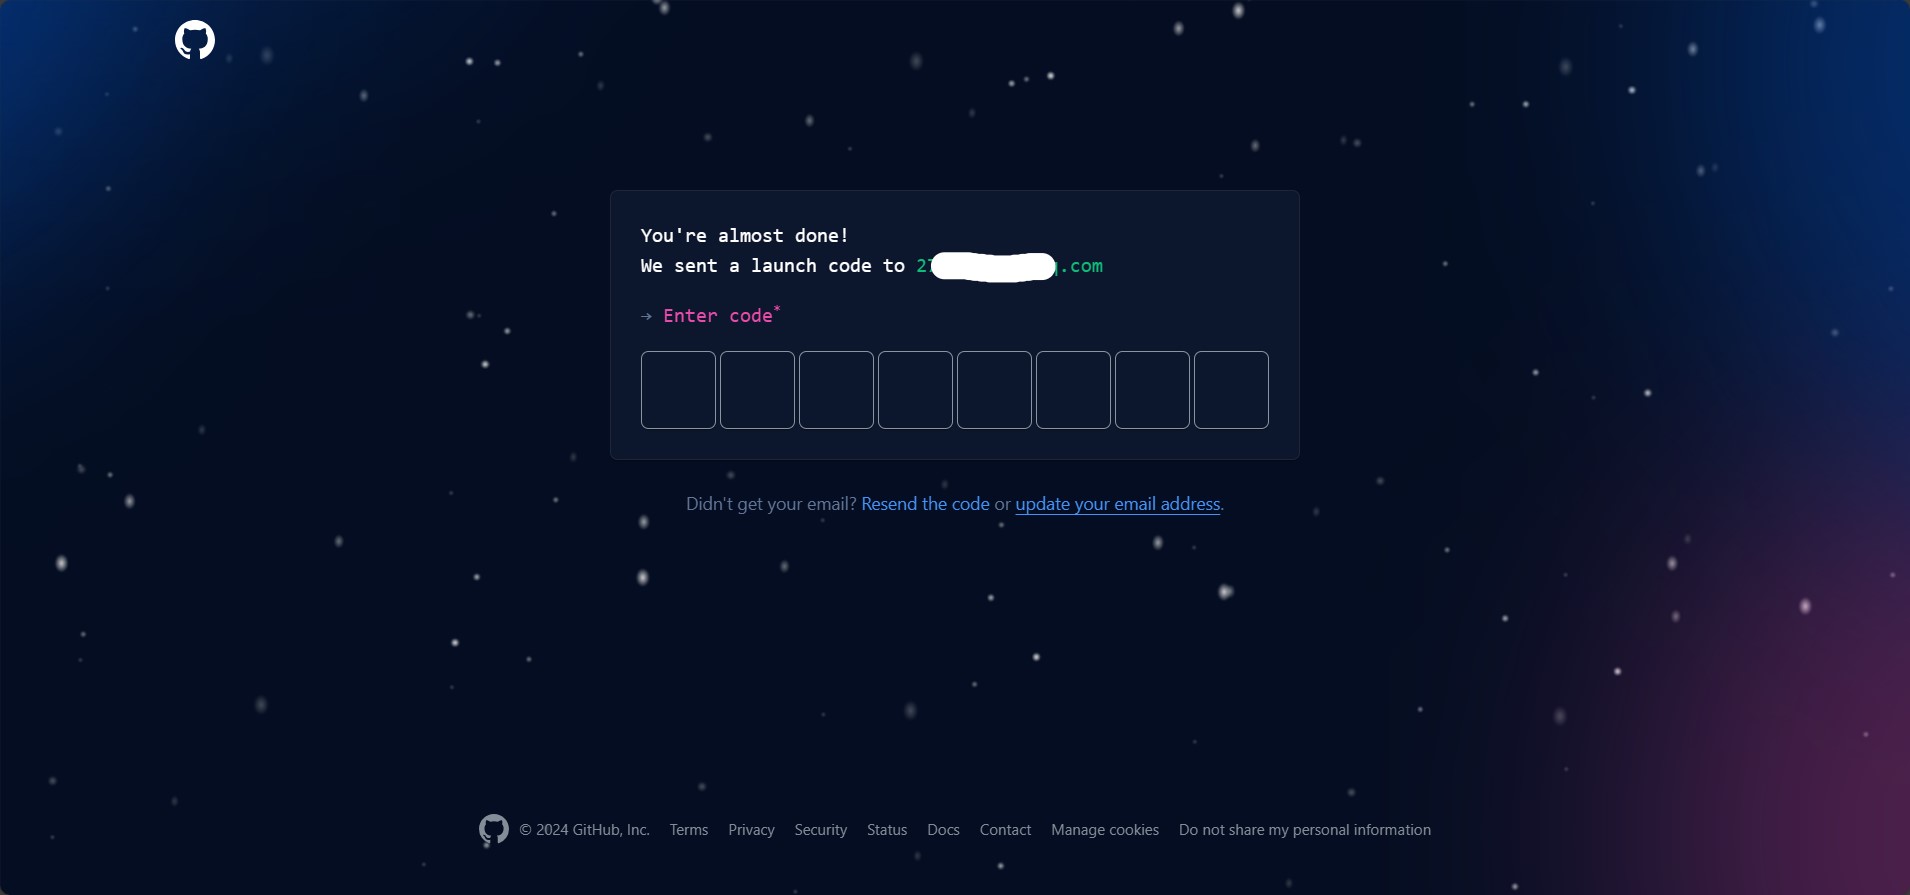 You're almost done!
We sent a launch code to 27 q.com
→ Enter code*
Didn't get your email? Resend the code or update your email address.
© 2024 GitHub, Inc. Terms Privacy Security Status Docs Contact Manage cookies Do not share my personal information